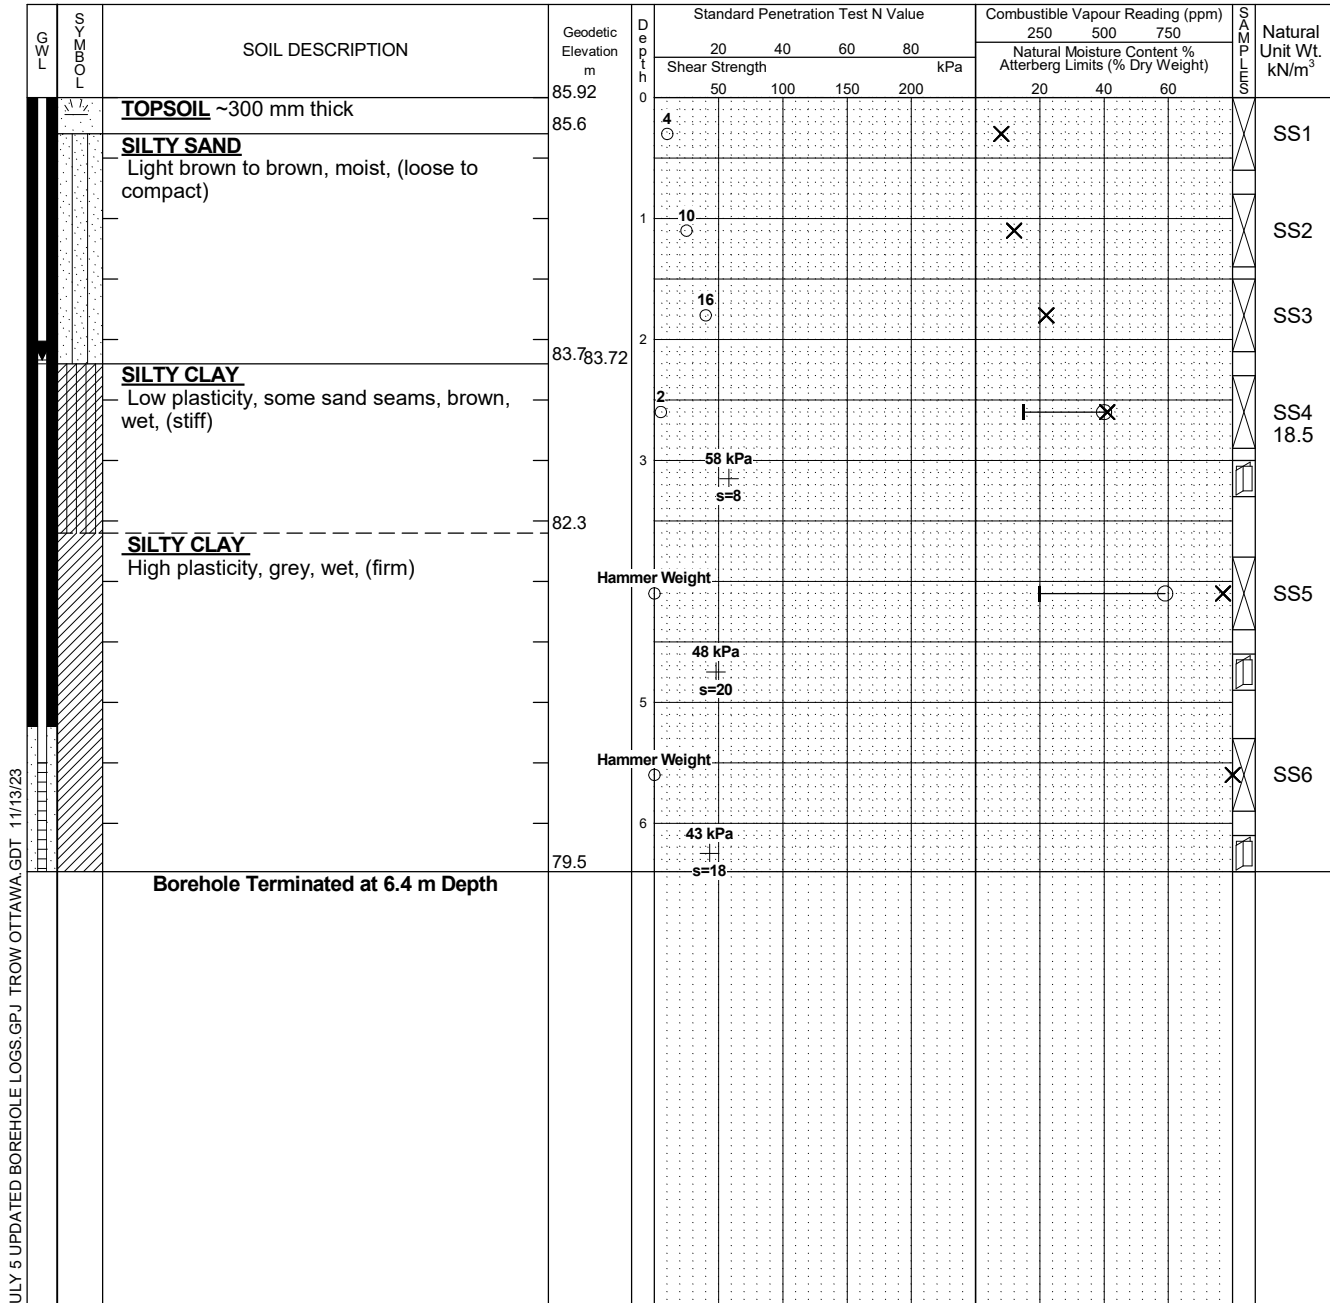 GWL
SYMBOL
SOIL DESCRIPTION
Geodetic
Elevation
m
85.92
Depth
Standard Penetration Test N Value
20 40 60 80
Shear Strength kPa
50 100 150 200
Combustible Vapour Reading (ppm)
250 500 750
Natural Moisture Content %
Atterberg Limits (% Dry Weight)
20 40 60
SAMPLES
Natural
Unit Wt.
kN/m³
0
TOPSOIL ~300 mm thick
85.6
4
SS1
SILTY SAND
Light brown to brown, moist, (loose to
compact)
1
10
SS2
16
SS3
2
83.7
83.72
SILTY CLAY
Low plasticity, some sand seams, brown,
wet, (stiff)
2
SS4
18.5
3
58 kPa
s=8
82.3
SILTY CLAY
High plasticity, grey, wet, (firm)
Hammer Weight
SS5
48 kPa
s=20
5
Hammer Weight
SS6
6
43 kPa
s=18
79.5
Borehole Terminated at 6.4 m Depth
ULY 5 UPDATED BOREHOLE LOGS.GPJ TROW OTTAWA.GDT 11/13/23